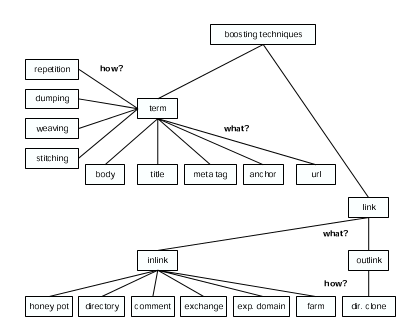 boosting techniques
repetition
how?
dumping
term
weaving
what?
stitching
body
title
meta tag
anchor
url
link
what?
inlink
outlink
how?
honey pot
directory
comment
exchange
exp. domain
farm
dir. clone